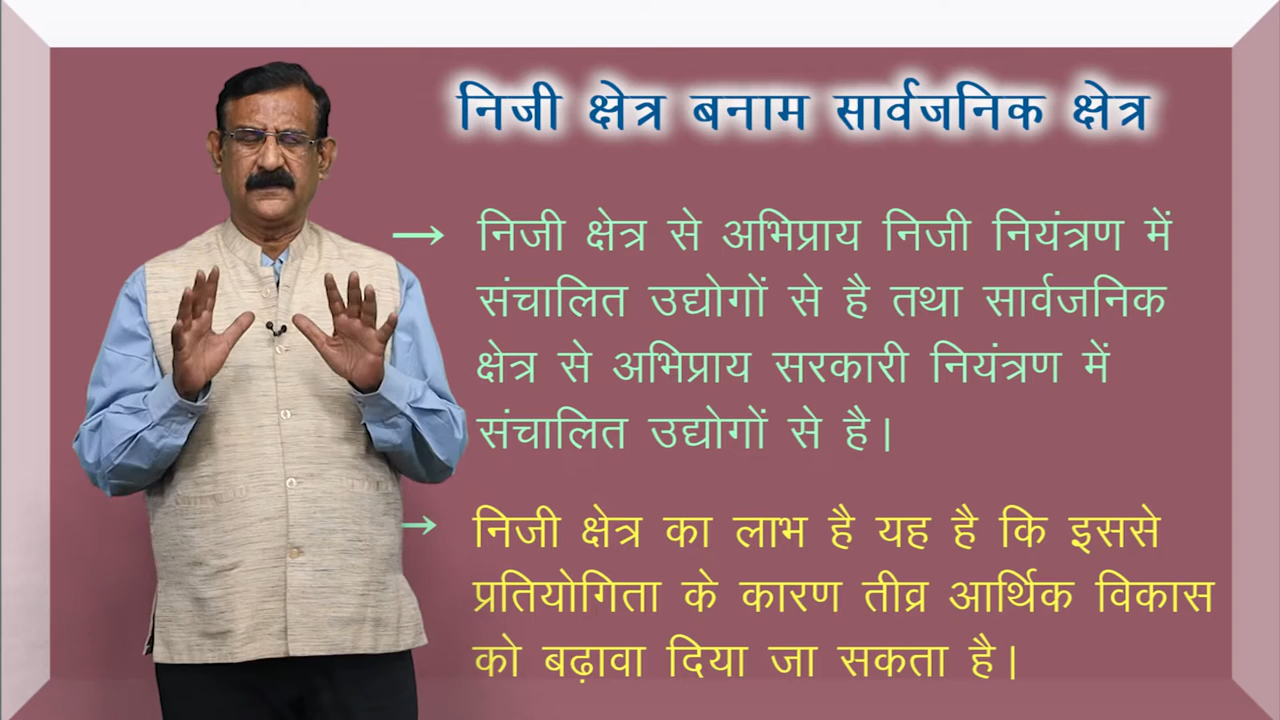 निजी क्षेत्र बनाम सार्वजनिक क्षेत्र
→ निजी क्षेत्र से अभिप्राय निजी नियंत्रण में
संचालित उद्योगों से है तथा सार्वजनिक
क्षेत्र से अभिप्राय सरकारी नियंत्रण में
संचालित उद्योगों से है।
→ निजी क्षेत्र का लाभ है यह है कि इससे
प्रतियोगिता के कारण तीव्र आर्थिक विकास
को बढ़ावा दिया जा सकता है।